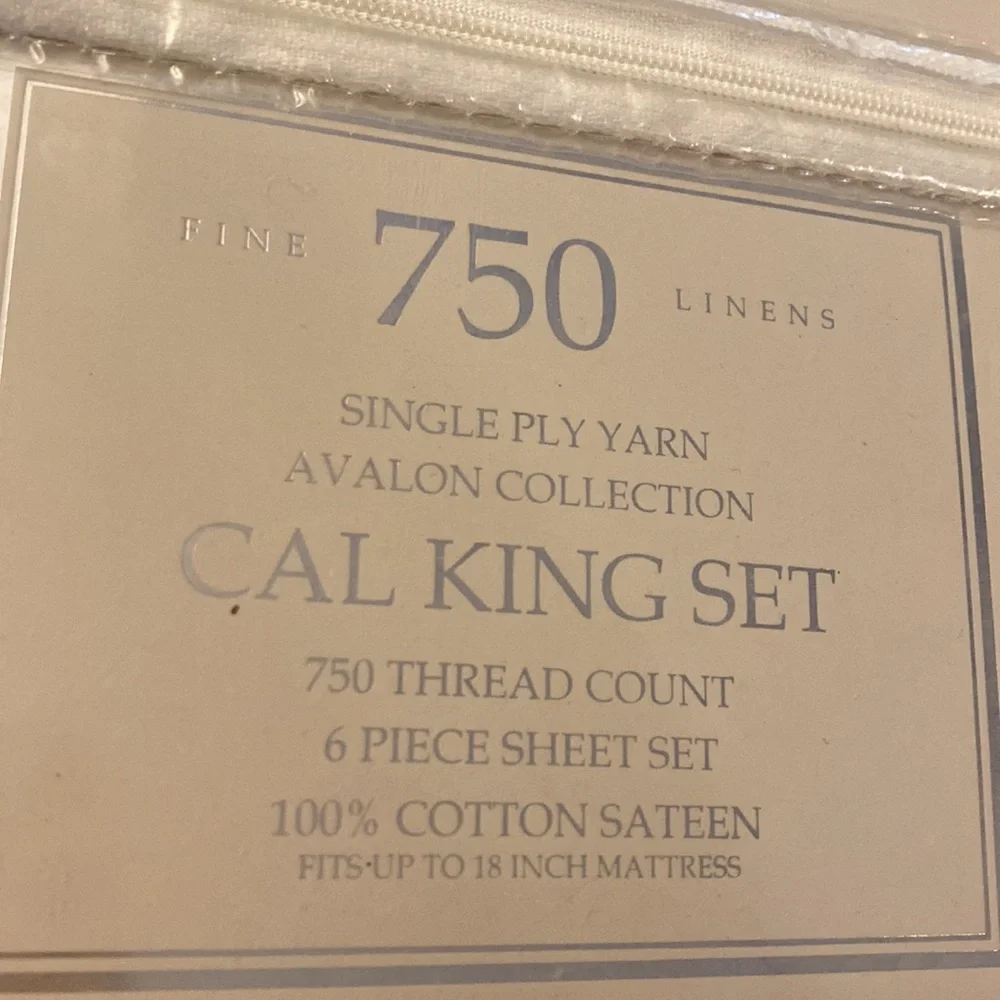 FINE 750 LINENS
SINGLE PLY YARN
AVALON COLLECTION
CAL KING SET
750 THREAD COUNT
6 PIECE SHEET SET
100% COTTON SATEEN
FITS UP TO 18 INCH MATTRESS